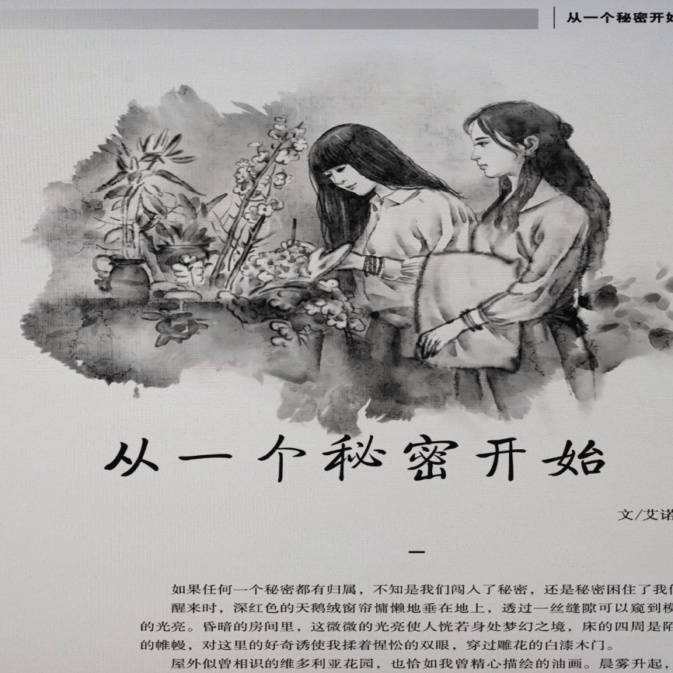 从一个秘密开始
从一个秘密开始
文/艾诺
一
如果任何一个秘密都有归属，不知是我们闯入了秘密，还是秘密困住了我
醒来时，深红色的天鹅绒窗帘慵懒地垂在地上，透过一丝缝隙可以窥到
的光亮。昏暗的房间里，这微微的光亮使人恍若身处梦幻之境，床的四周是
的帷幔，对这里的好奇诱使我揉着惺忪的双眼，穿过雕花的白漆木门。
屋外似曾相识的维多利亚花园，也恰如我曾精心描绘的油画。晨雾升起，